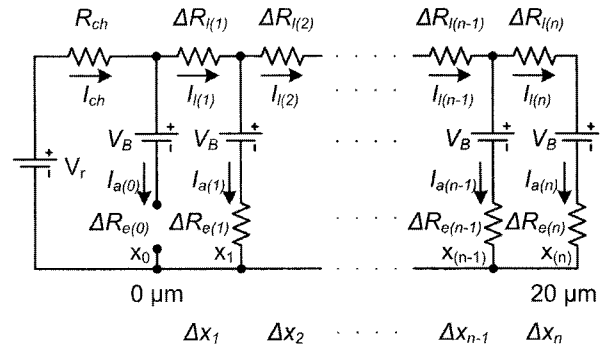 R_ch ΔR_l(1) ΔR_l(2) ΔR_l(n-1) ΔR_l(n)
I_ch I_l(1) I_l(2) I_l(n-1) I_l(n)
+ + + +
V_B V_B V_B V_B
- - - -
+
V_r
-
I_a(0) I_a(1) I_a(n-1) I_a(n)
ΔR_e(0) ΔR_e(1) ΔR_e(n-1) ΔR_e(n)
x_0 x_1 x_(n-1) x_(n)
0 µm 20 µm
Δx_1 Δx_2 · · · · · Δx_n-1 Δx_n